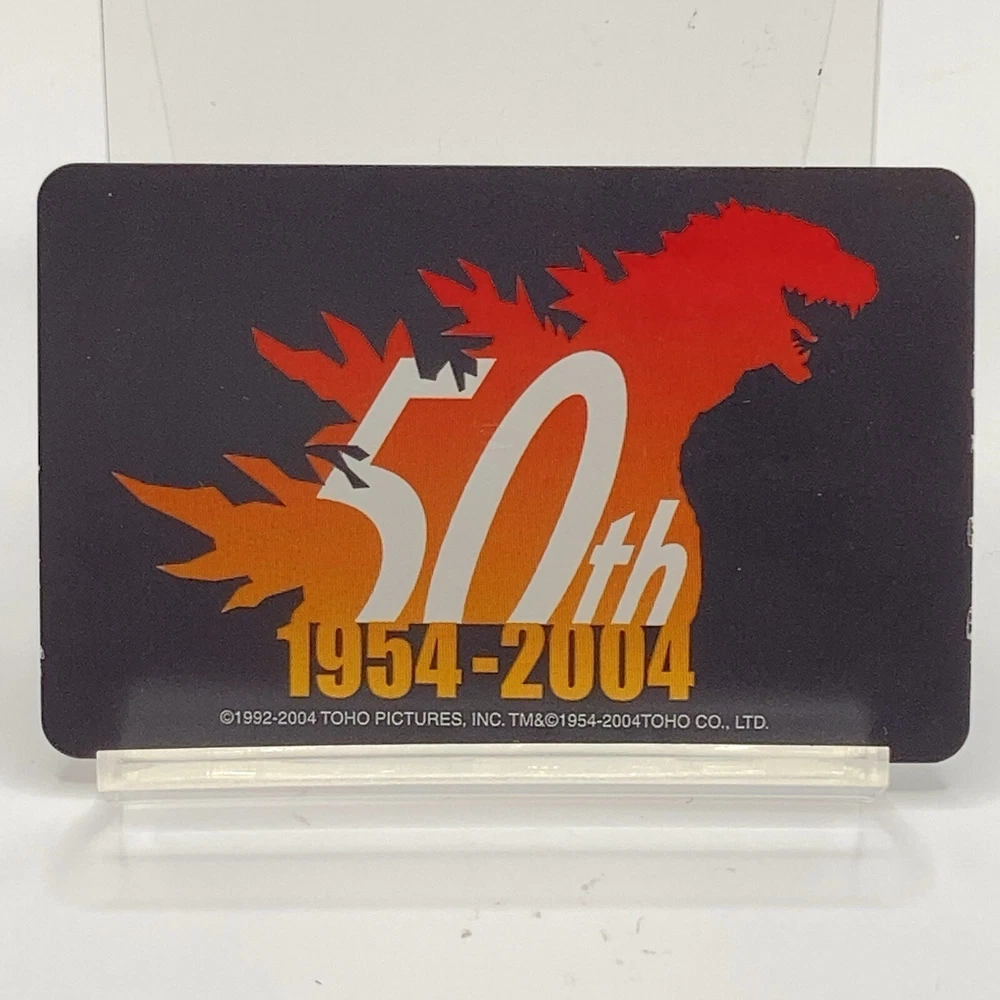 50th
1954-2004
©1992-2004 TOHO PICTURES, INC. TM&©1954-2004TOHO CO., LTD.